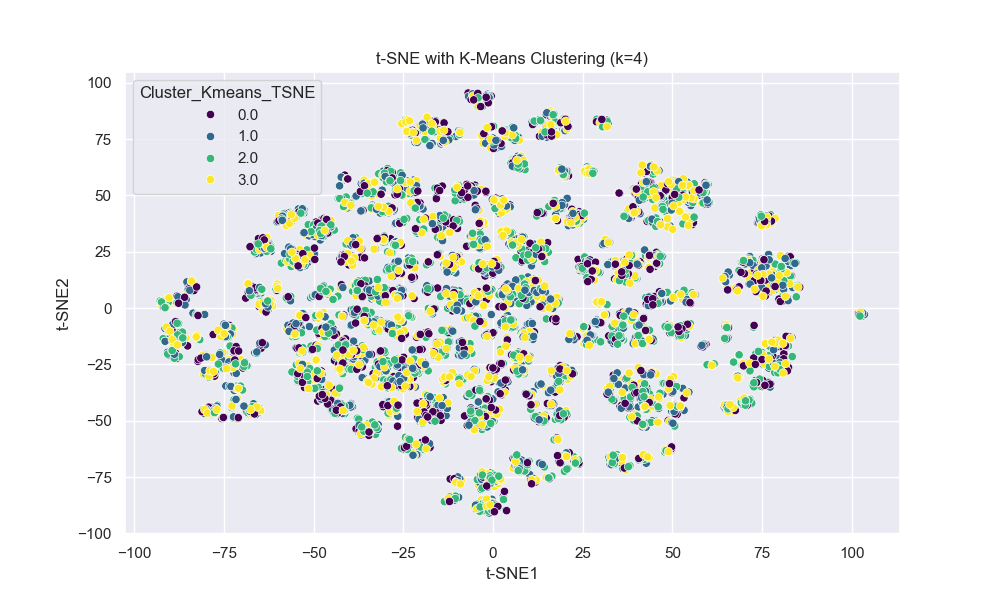 t-SNE with K-Means Clustering (k=4)
Cluster_Kmeans_TSNE
0.0
1.0
2.0
3.0
100
75
50
25
0
−25
−50
−75
−100
t-SNE2
−100 −75 −50 −25 0 25 50 75 100
t-SNE1